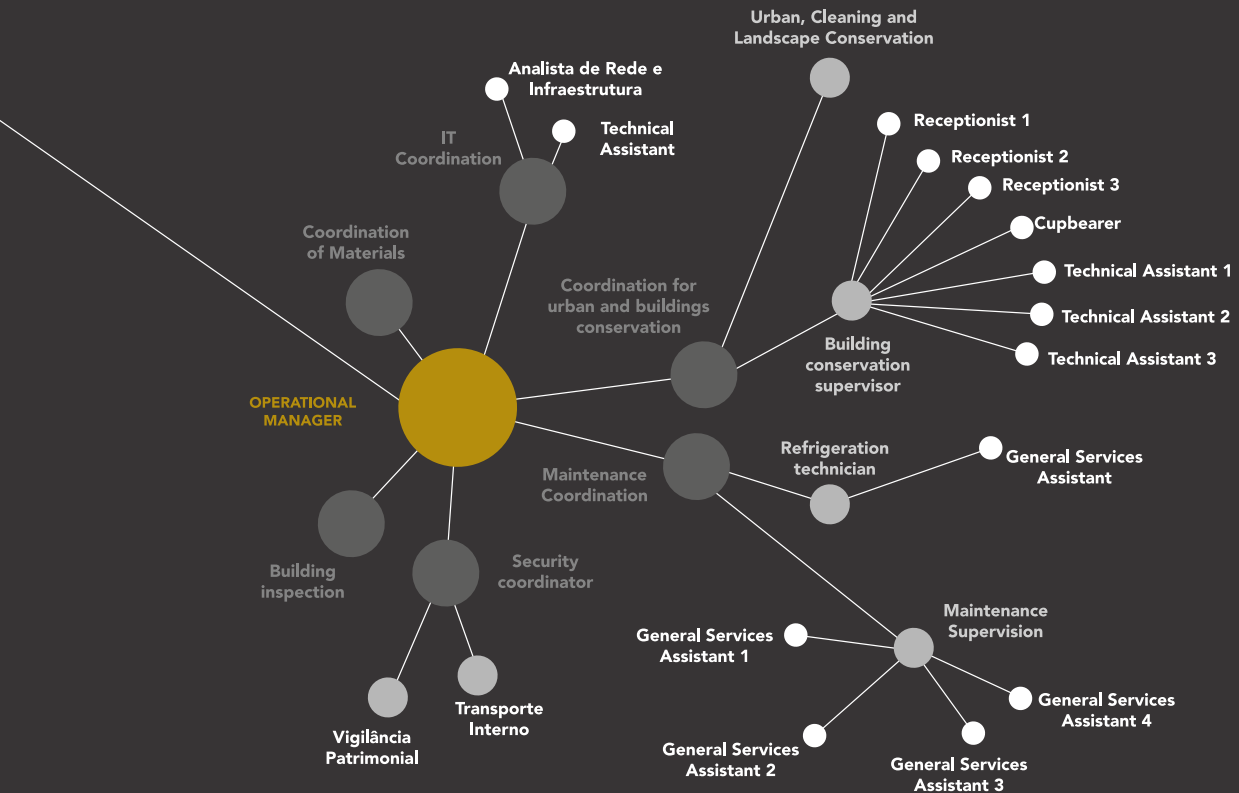 Urban, Cleaning and
Landscape Conservation
Analista de Rede e
Infraestrutura
Technical
Assistant
IT
Coordination
Receptionist 1
Receptionist 2
Receptionist 3
Cupbearer
Technical Assistant 1
Technical Assistant 2
Technical Assistant 3
Coordination
of Materials
Coordination for
urban and buildings
conservation
Building
conservation
supervisor
OPERATIONAL
MANAGER
Maintenance
Coordination
Refrigeration
technician
General Services
Assistant
Building
inspection
Security
coordinator
Maintenance
Supervision
General Services
Assistant 1
General Services
Assistant 4
Transporte
Interno
Vigilância
Patrimonial
General Services
Assistant 2
General Services
Assistant 3